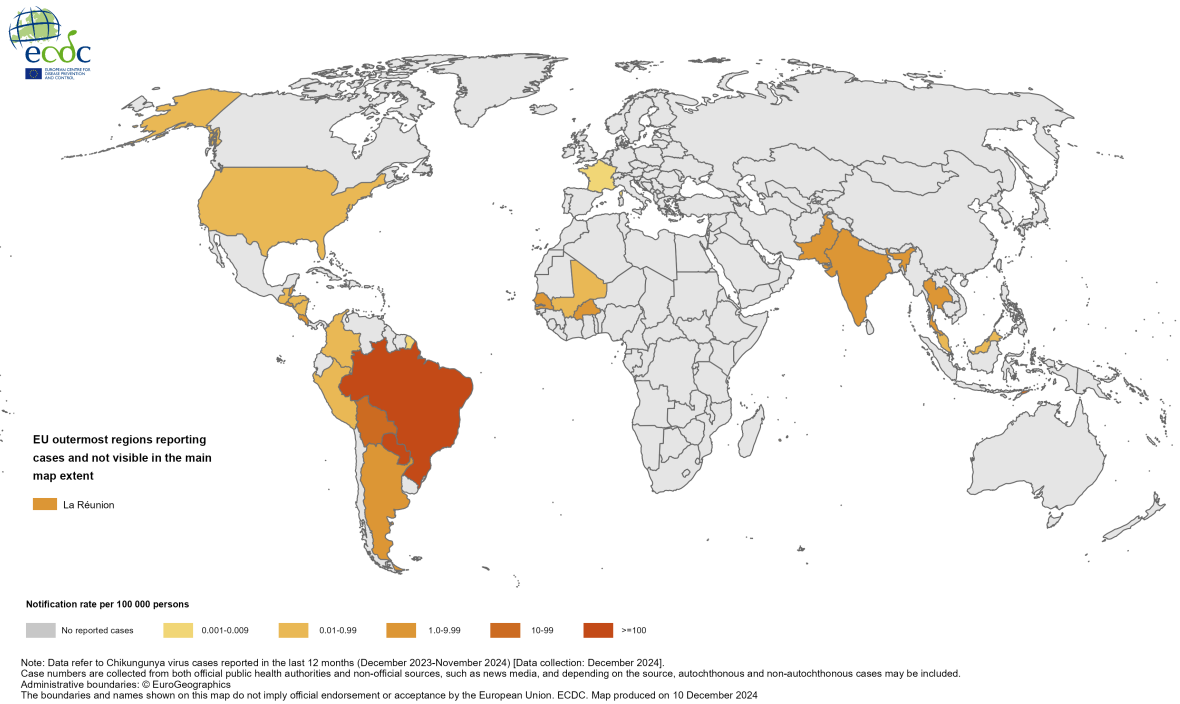 ecdc
EUROPEAN CENTRE FOR
DISEASE PREVENTION
AND CONTROL
EU outermost regions reporting
cases and not visible in the main
map extent
La Réunion
Notification rate per 100 000 persons
No reported cases
0.001-0.009
0.01-0.99
1.0-9.99
10-99
>=100
Note: Data refer to Chikungunya virus cases reported in the last 12 months (December 2023-November 2024) [Data collection: December 2024].
Case numbers are collected from both official public health authorities and non-official sources, such as news media, and depending on the source, autochthonous and non-autochthonous cases may be included.
Administrative boundaries: © EuroGeographics
The boundaries and names shown on this map do not imply official endorsement or acceptance by the European Union. ECDC. Map produced on 10 December 2024